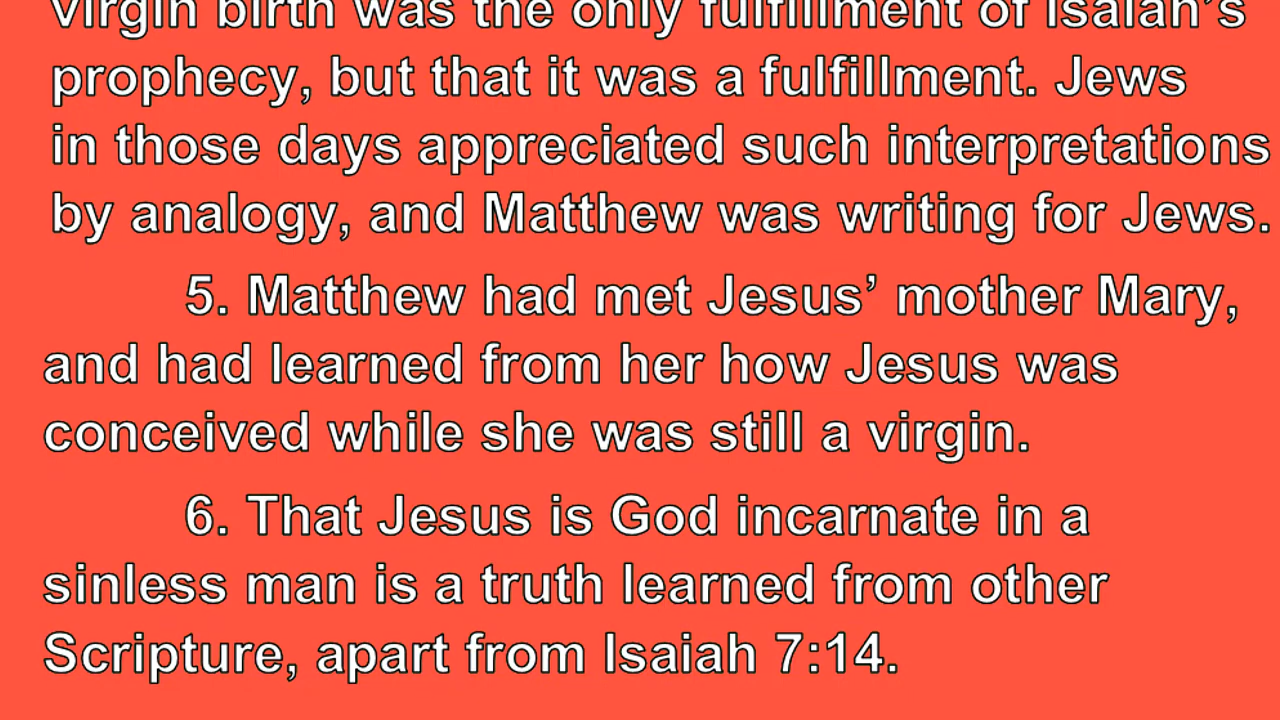 virgin birth was the only fulfillment of Isaiah's
prophecy, but that it was a fulfillment. Jews
in those days appreciated such interpretations
by analogy, and Matthew was writing for Jews.
5. Matthew had met Jesus’ mother Mary,
and had learned from her how Jesus was
conceived while she was still a virgin.
6. That Jesus is God incarnate in a
sinless man is a truth learned from other
Scripture, apart from Isaiah 7:14.